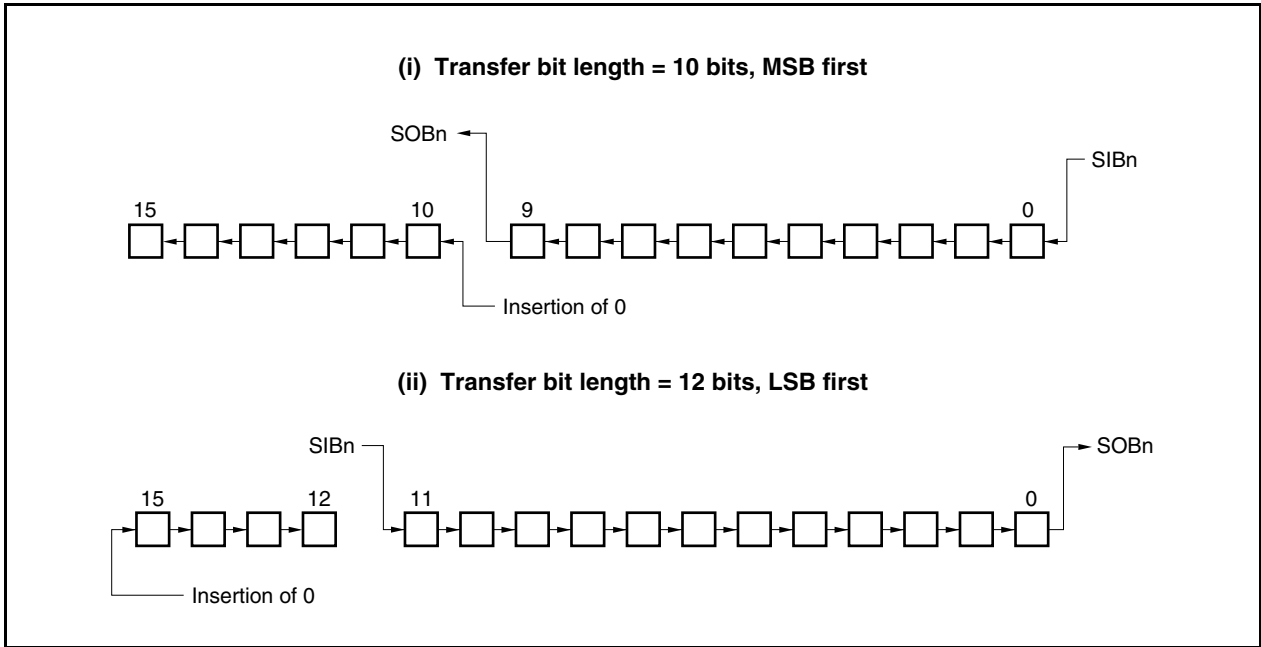 (i) Transfer bit length = 10 bits, MSB first
SOBn
SIBn
15
10
9
0
Insertion of 0
(ii) Transfer bit length = 12 bits, LSB first
SIBn
SOBn
15
12
11
0
Insertion of 0